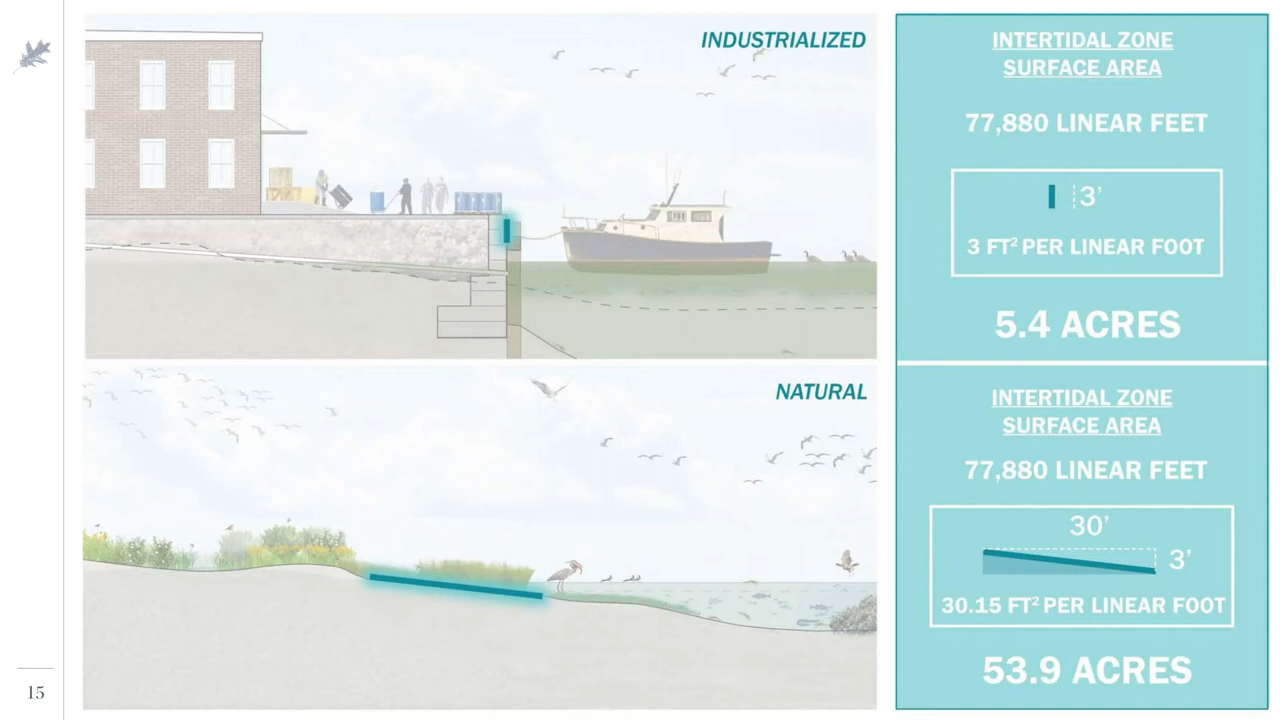 INDUSTRIALIZED
INTERTIDAL ZONE
SURFACE AREA
77,880 LINEAR FEET
3’
3 FT² PER LINEAR FOOT
5.4 ACRES
NATURAL
INTERTIDAL ZONE
SURFACE AREA
77,880 LINEAR FEET
30’
3’
30.15 FT² PER LINEAR FOOT
53.9 ACRES
15